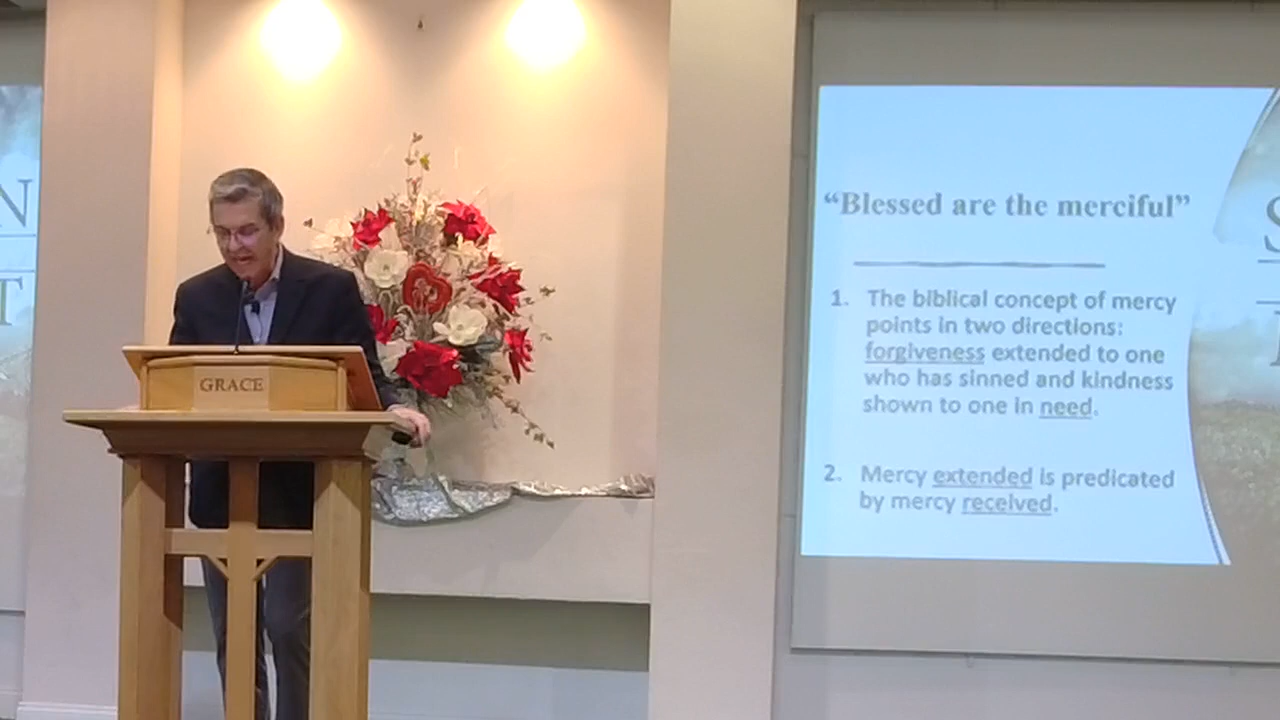 N
T
GRACE
“Blessed are the merciful”
1. The biblical concept of mercy
points in two directions:
forgiveness extended to one
who has sinned and kindness
shown to one in need.
2. Mercy extended is predicated
by mercy received.
S